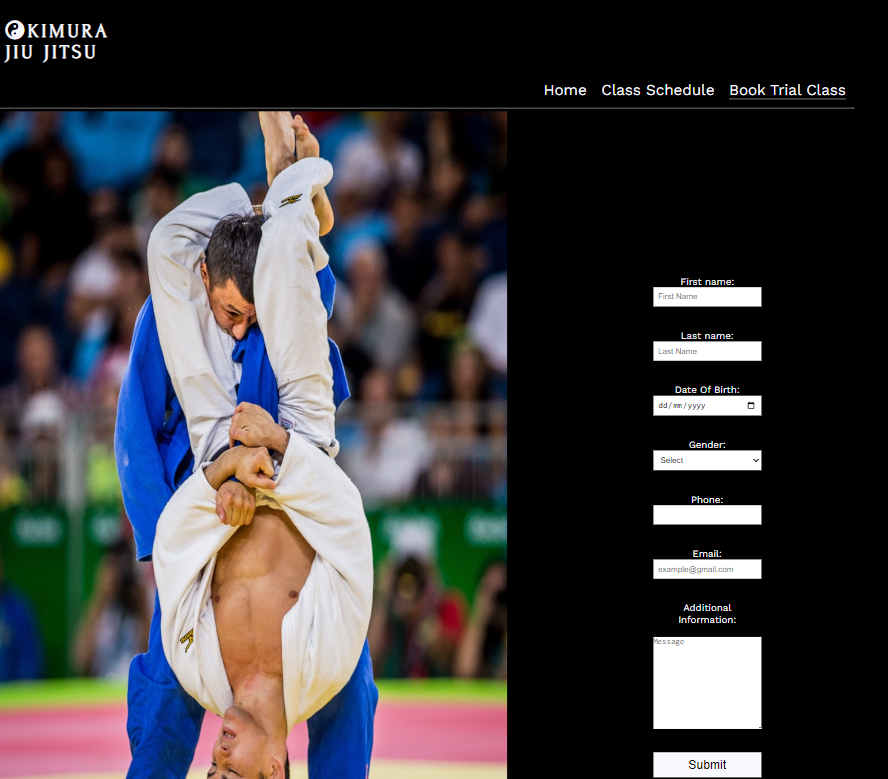 KIMURA
JIU JITSU
Home Class Schedule Book Trial Class
First name:
First Name
Last name:
Last Name
Date Of Birth:
dd/mm/yyyy
Gender:
Select
Phone:
Email:
example@gmail.com
Additional
Information:
Message
Submit